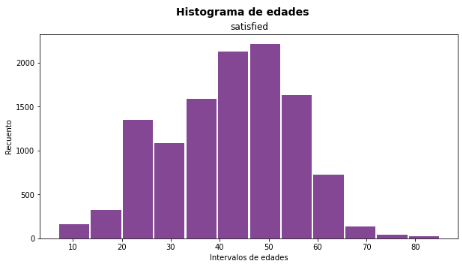 Histograma de edades
satisfied
Recuento
2000
1500
1000
500
0
10 20 30 40 50 60 70 80
Intervalos de edades